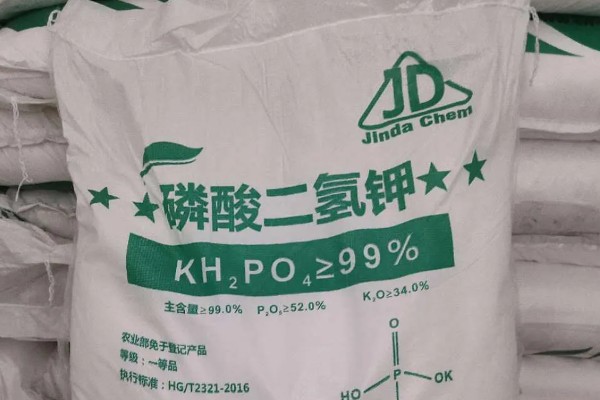 JD
Jinda Chem
磷酸二氢钾
KH₂PO₄≥99%
主含量≥99.0% P₂O₅≥52.0% K₂O≥34.0%
农业部免于登记产品
等级：一等品
执行标准：HG/T2321-2016
O
HO P OK